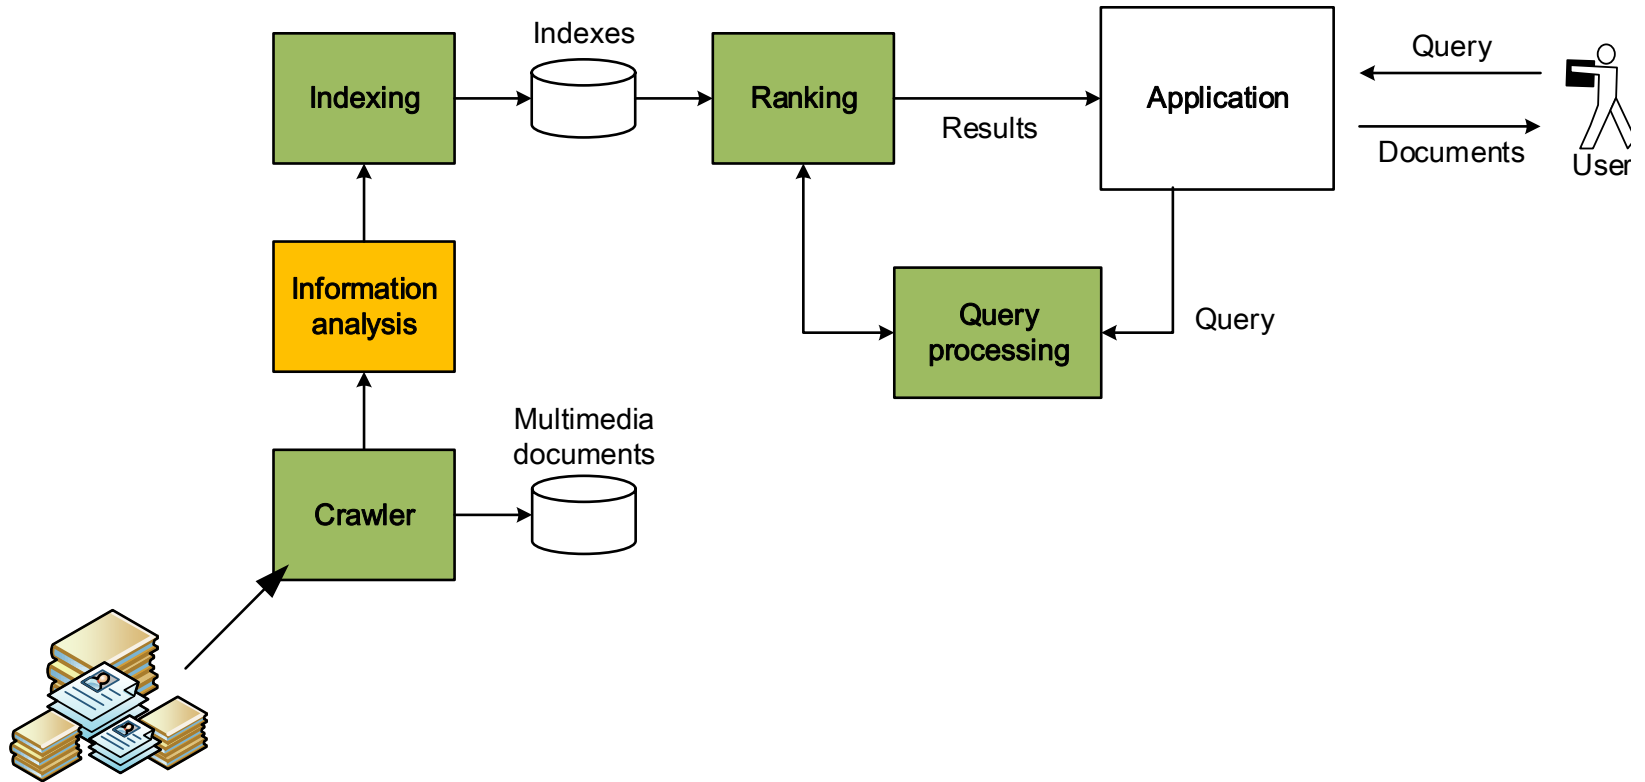 Indexes
Query
Indexing
Ranking
Application
Results
Documents
User
Information
analysis
Query
processing
Query
Multimedia
documents
Crawler